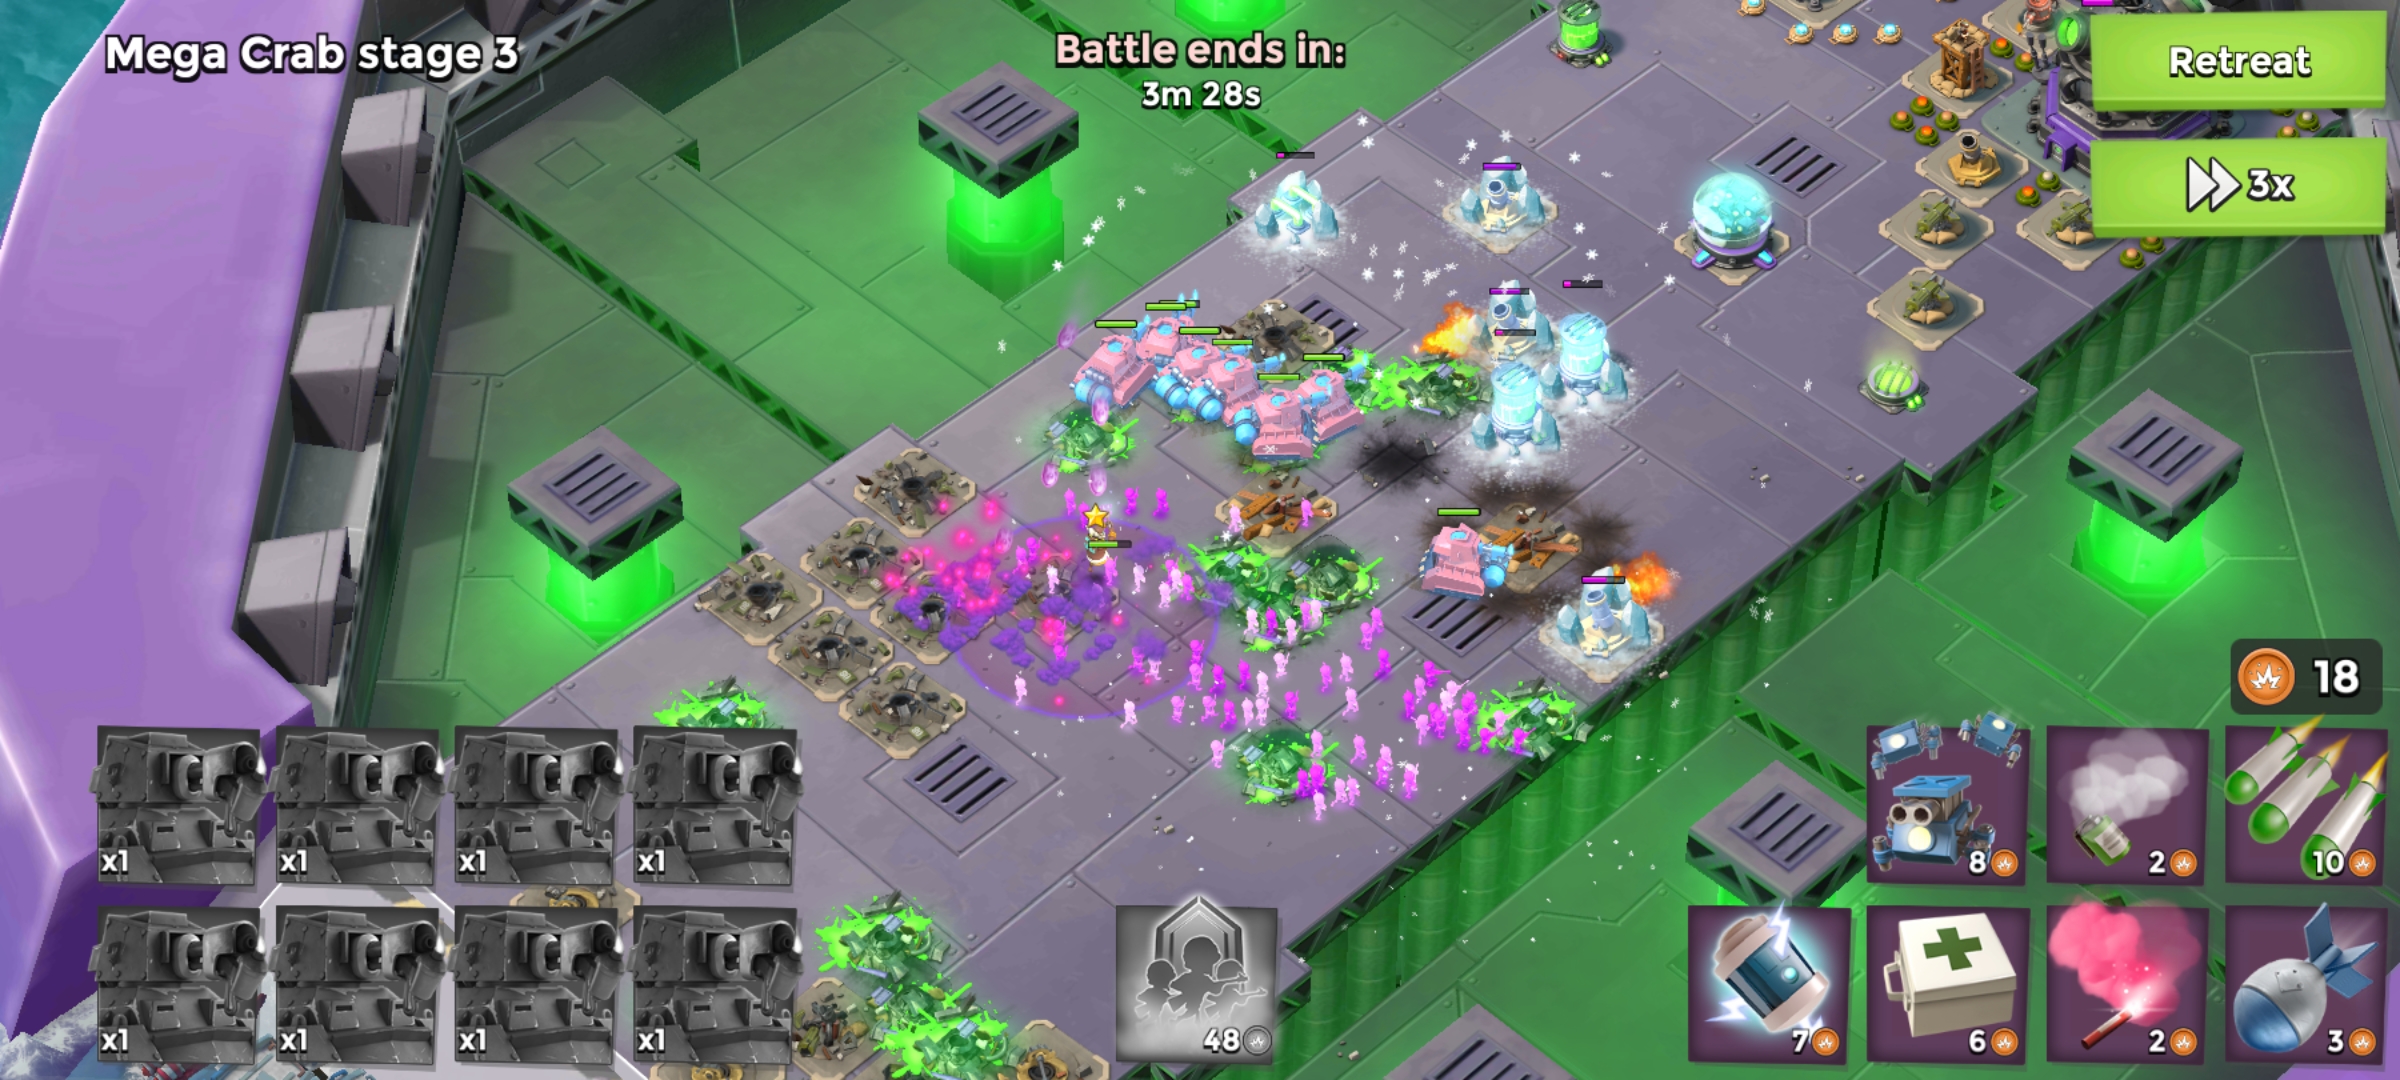 Mega Crab stage 3
Battle ends in:
3m 28s
Retreat
3x
18
x1
x1
x1
x1
8
2
10
x1
x1
x1
x1
48
7
6
2
3